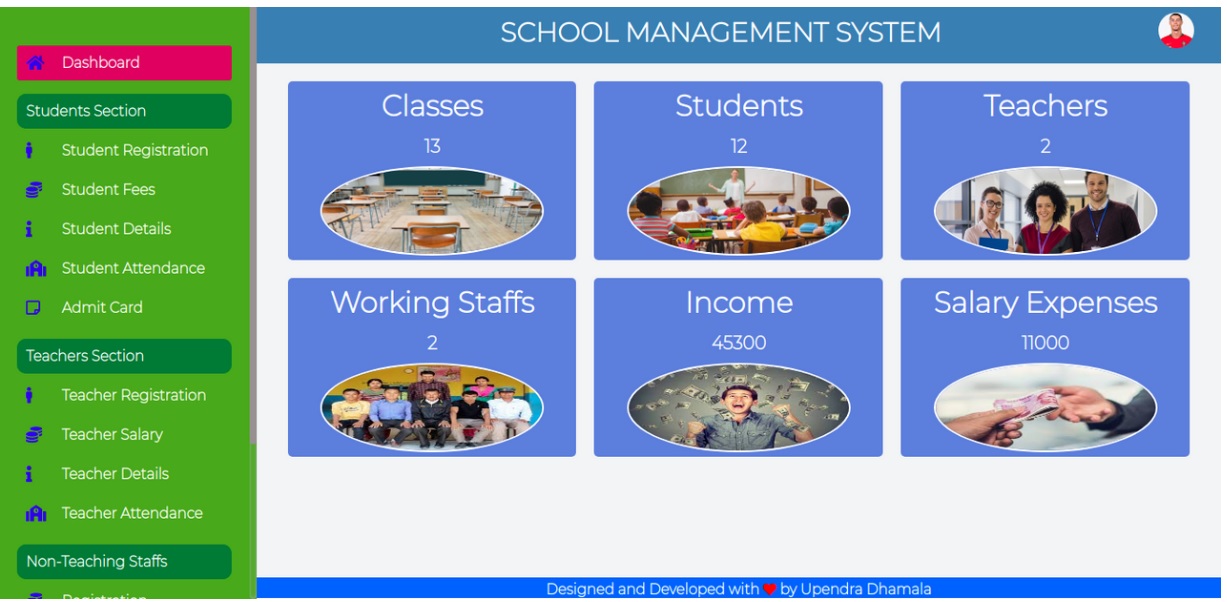 SCHOOL MANAGEMENT SYSTEM
Dashboard
Students Section
Student Registration
Student Fees
Student Details
Student Attendance
Admit Card
Teachers Section
Teacher Registration
Teacher Salary
Teacher Details
Teacher Attendance
Non-Teaching Staffs
Registration
Classes
13
Students
12
Teachers
2
Working Staffs
2
Income
45300
Salary Expenses
11000
Designed and Developed with ❤ by Upendra Dhamala